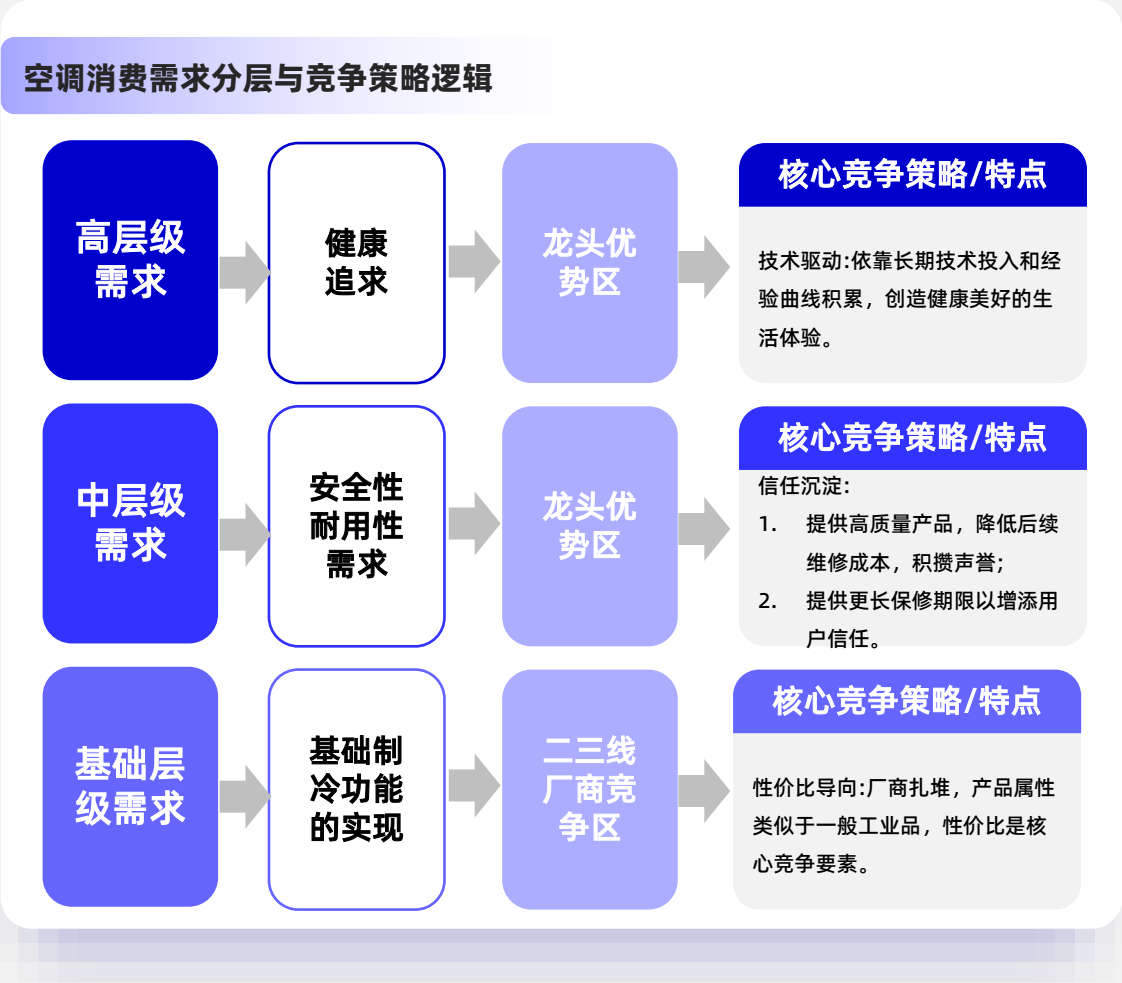 空调消费需求分层与竞争策略逻辑
高层级
需求
健康
追求
龙头优
势区
核心竞争策略/特点
技术驱动:依靠长期技术投入和经
验曲线积累，创造健康美好的生
活体验。
中层级
需求
安全性
耐用性
需求
龙头优
势区
核心竞争策略/特点
信任沉淀：
1. 提供高质量产品，降低后续
维修成本，积攒声誉；
2. 提供更长保修期限以增添用
户信任。
基础层
级需求
基础制
冷功能
的实现
二三线
厂商竞
争区
核心竞争策略/特点
性价比导向:厂商扎堆，产品属性
类似于一般工业品，性价比是核
心竞争要素。